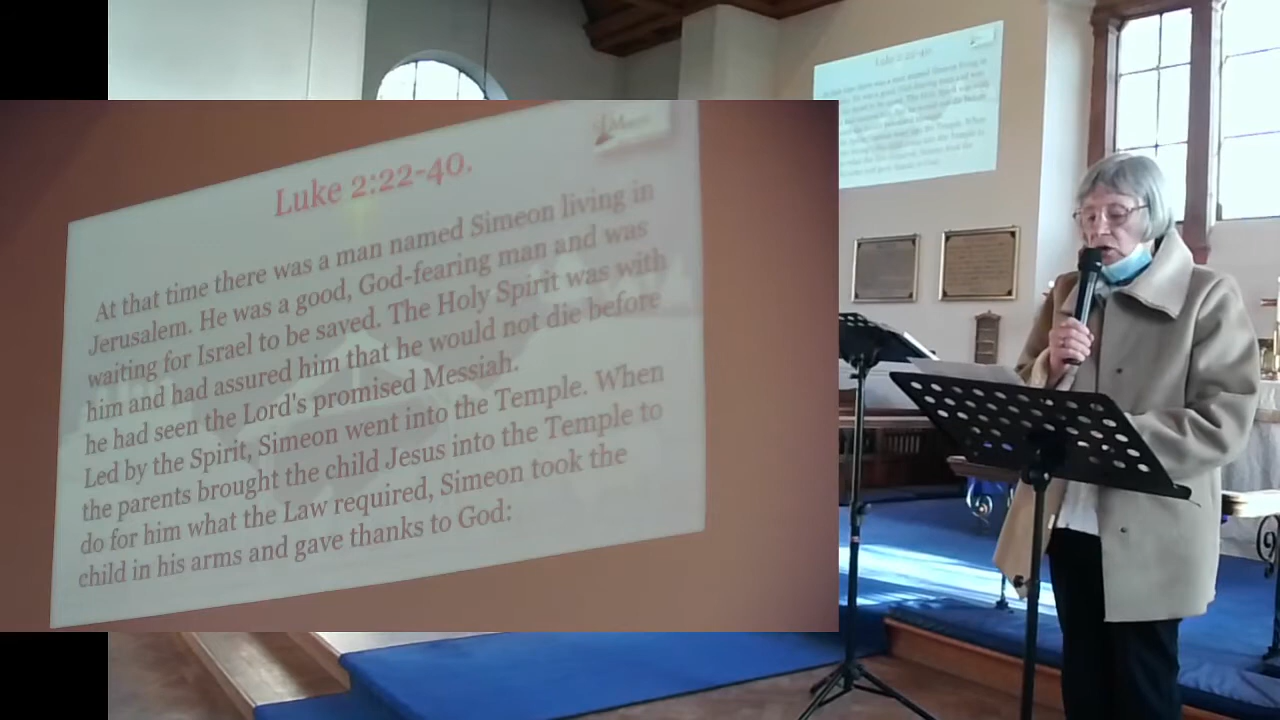 Luke 2:22-40.
At that time there was a man named Simeon living in
Jerusalem. He was a good, God-fearing man and was
waiting for Israel to be saved. The Holy Spirit was with
him and had assured him that he would not die before
he had seen the Lord's promised Messiah.
Led by the Spirit, Simeon went into the Temple. When
the parents brought the child Jesus into the Temple to
do for him what the Law required, Simeon took the
child in his arms and gave thanks to God:
Luke 2:22-40.